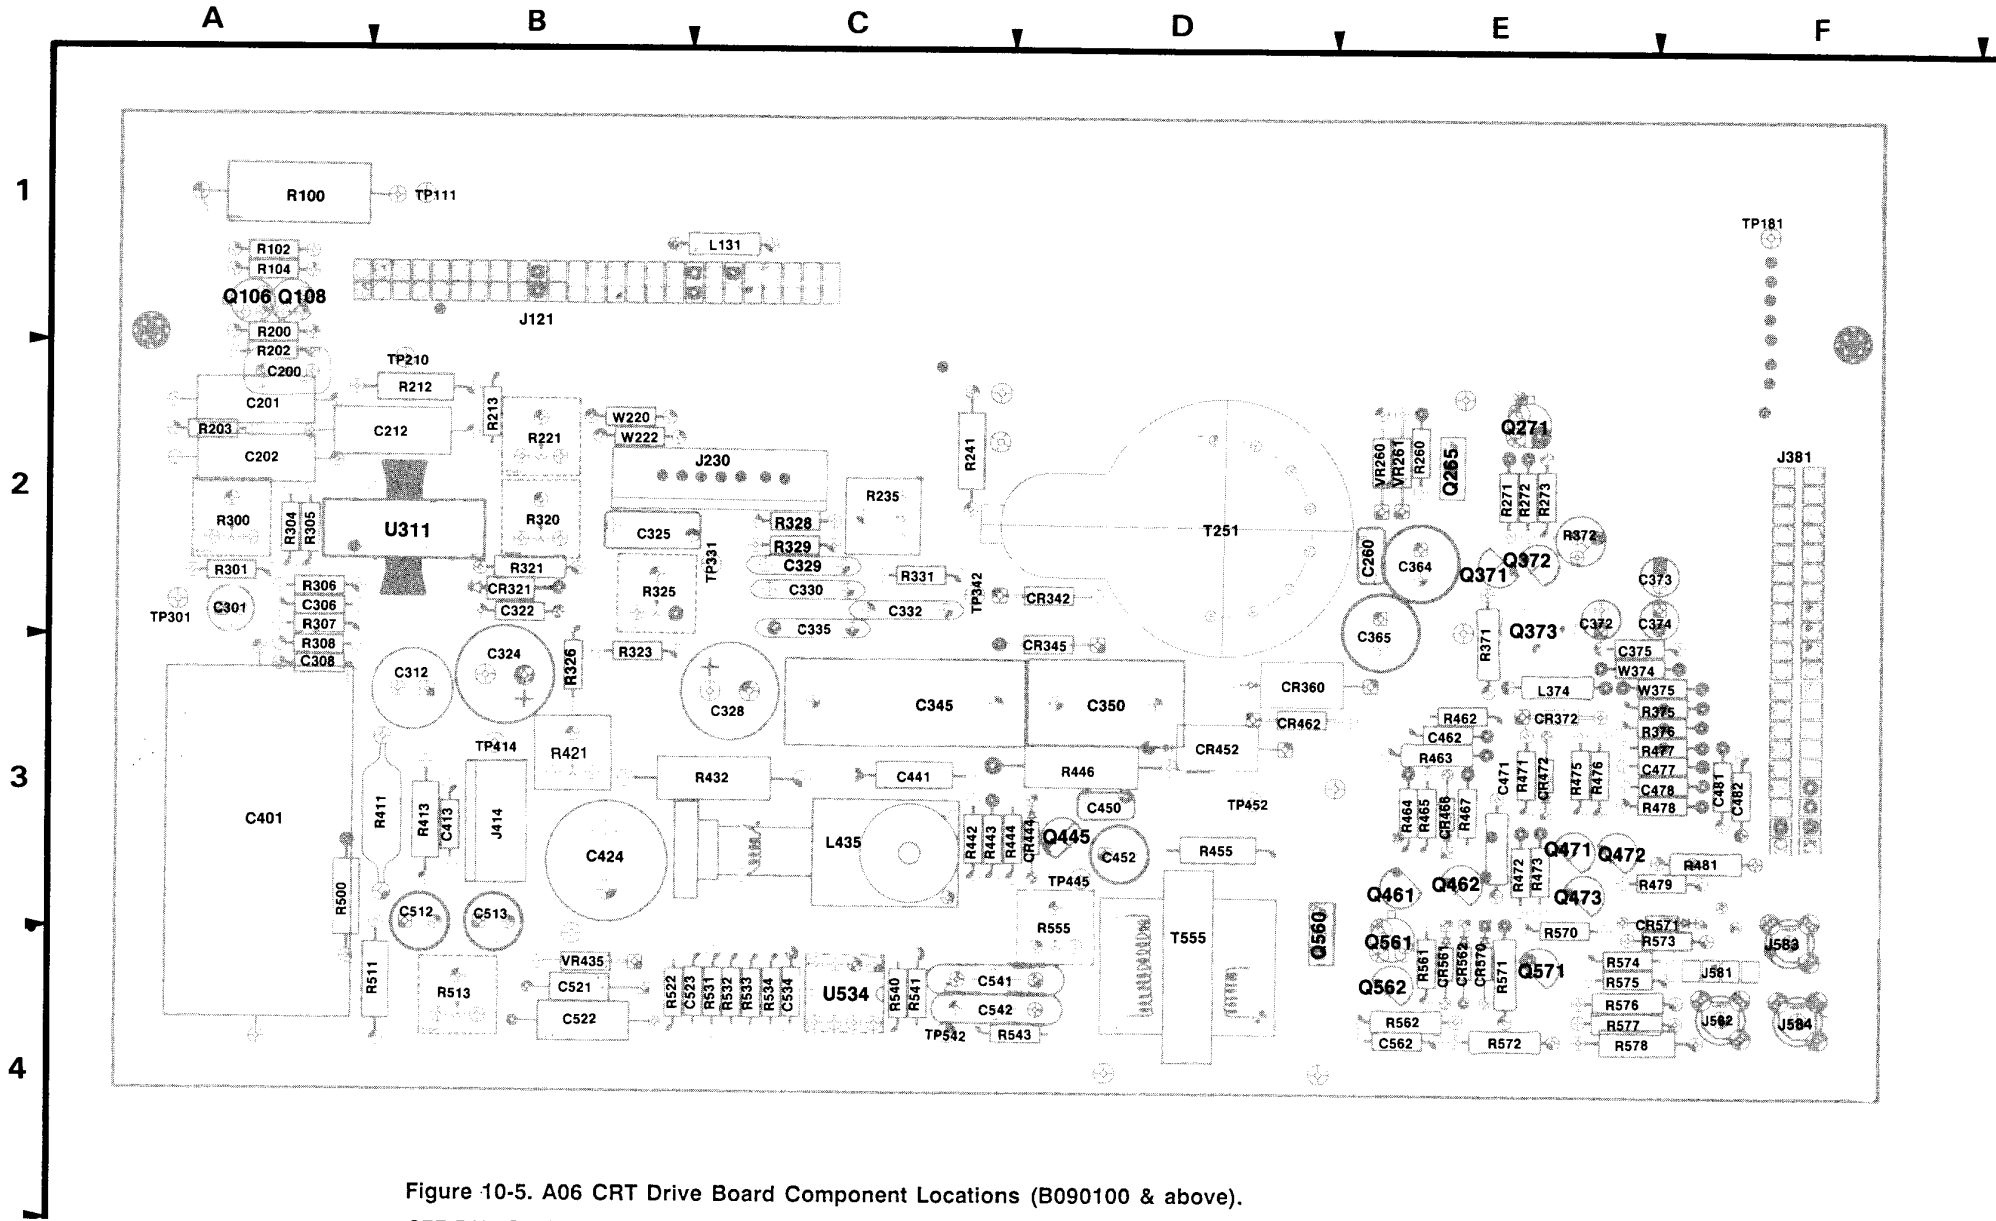 A B C D E F
1
R100 TP111
TP181
R102
L131
R104
Q106 Q108
J121
R200
R202
TP210
C200
R212
C201
R213
W220
R203
C212
R221
W222
R241
Q271
C202
J230
VR260 VR261 R260 Q265
J381
2
R235
R271 R272 R273
R300
R304 R305
U311
R320
C325
R328
T251
R372
R329
TP331
C260
C364
Q371 Q372
R301
R321
C329
R331
TP342
C373
R306
CR321
R325
C330
CR342
C306
C322
C332
TP301
C301
R307
C335
C365
R371
Q373
C372
C374
R308
C308
R326
R323
CR345
C375
C312
C324
W374
CR360
L374
W375
C328
C345
C350
R375
CR462
R462
CR372
R376
TP414
R421
CR452
C462
R477
R463
3
R432
C441
R446
C471 R471 CR472 R475 R476
C477
C478
C481 C482
R478
C401
R411
R413 C413
J414
C450
TP452
R464 R465 CR468 R467
L435
R442 R443 R444 CR444
Q445
C424
C452
R455
Q471 Q472
R481
R500
TP445
Q461
Q462
R472 R473
R479
Q473
C512
C513
R555
T555
Q560
Q561
R570
CR571
R573
J583
R511
VR435
R561 CR561 CR562 CR570 R571
Q571
R574
J581
R513
C521
R522 C523 R531 R532 R533 R534 C534
U534
R540 R541
C541
Q562
R575
C522
C542
R576
R562
R577
J584
TP542
R543
C562
R572
R578
4
Figure 10-5. A06 CRT Drive Board Component Locations (B090100 & above).